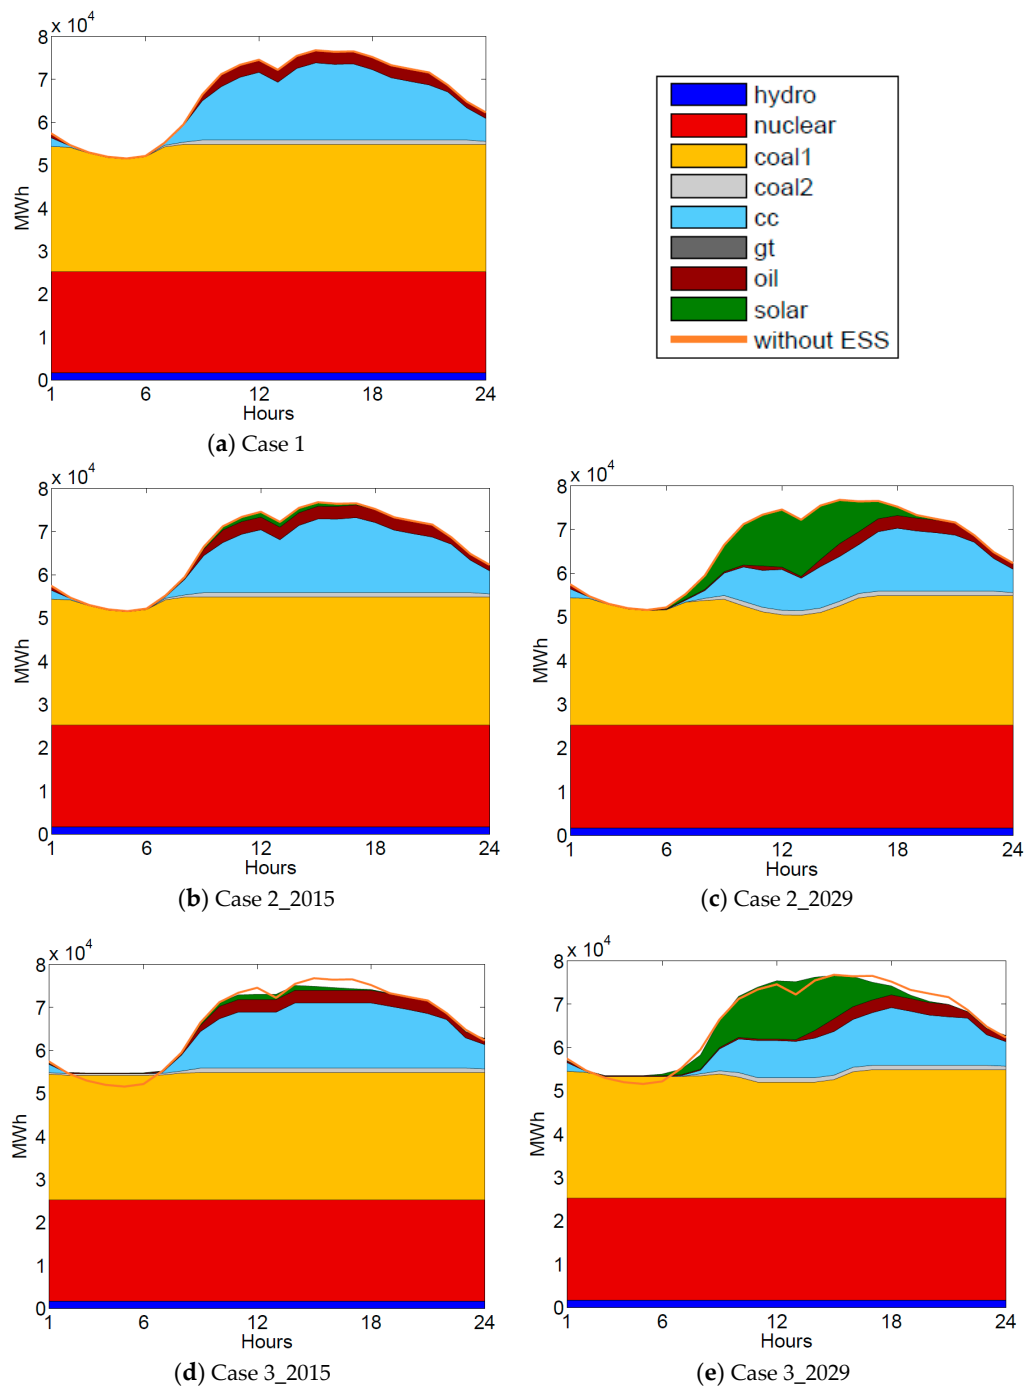 x 10^4
8
7
6
5
4
3
2
1
0
MWh
1 6 12 18 24
Hours
(a) Case 1
hydro
nuclear
coal1
coal2
cc
gt
oil
solar
without ESS
x 10^4
8
7
6
5
4
3
2
1
0
MWh
1 6 12 18 24
Hours
(b) Case 2_2015
x 10^4
8
7
6
5
4
3
2
1
0
MWh
1 6 12 18 24
Hours
(c) Case 2_2029
x 10^4
8
7
6
5
4
3
2
1
0
MWh
1 6 12 18 24
Hours
(d) Case 3_2015
x 10^4
8
7
6
5
4
3
2
1
0
MWh
1 6 12 18 24
Hours
(e) Case 3_2029